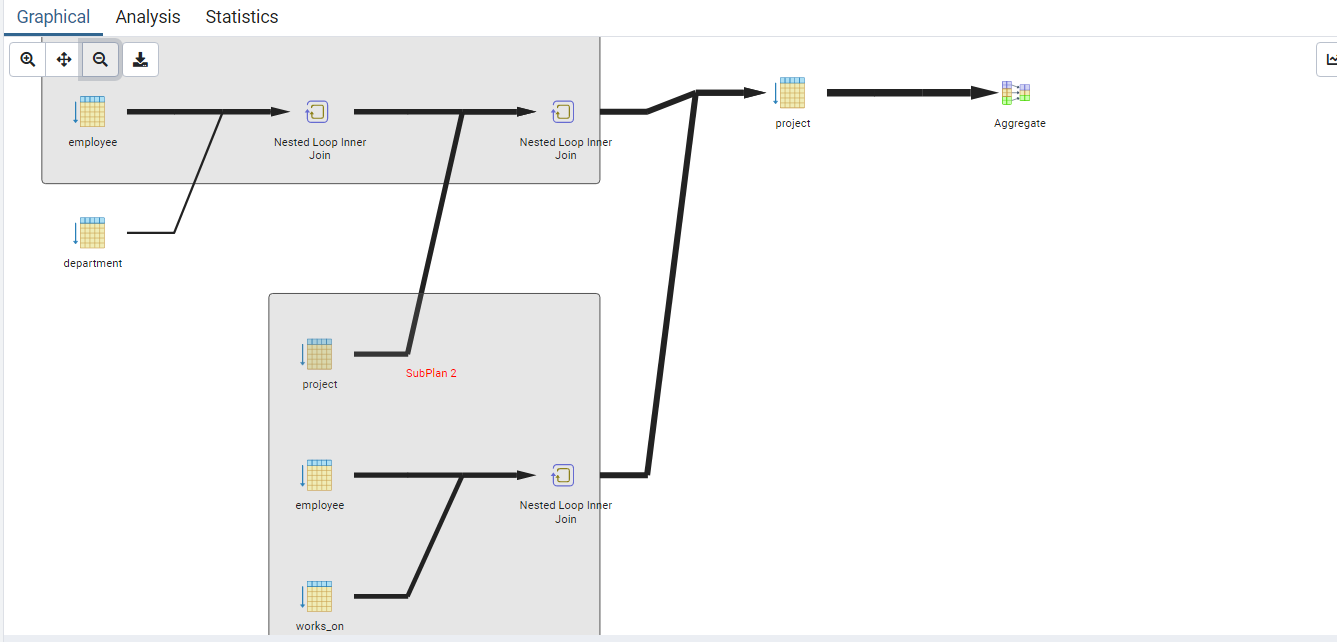 Graphical Analysis Statistics
employee
Nested Loop Inner
Join
Nested Loop Inner
Join
project
Aggregate
department
project
SubPlan 2
employee
Nested Loop Inner
Join
works_on